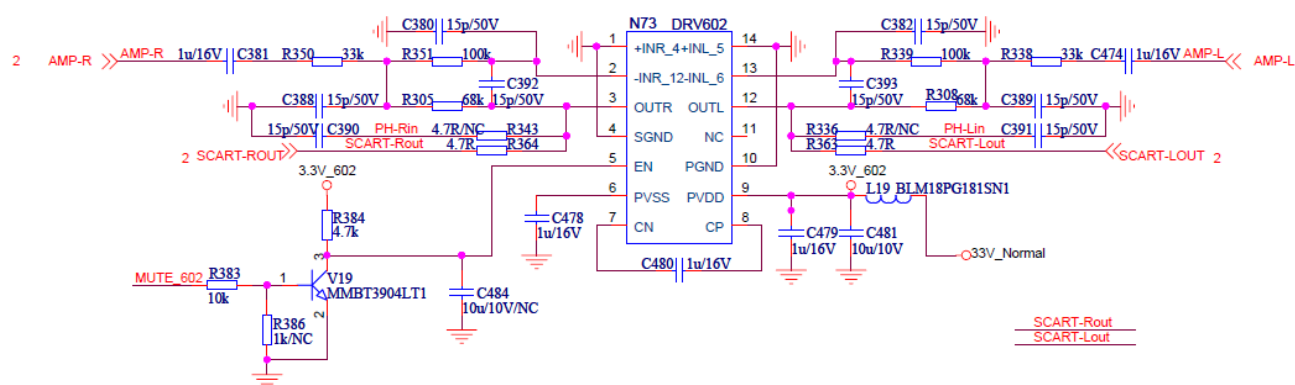 C380 15p/50V N73 DRV602 C382 15p/50V
1 +INR_4 +INL_5 14
2 AMP-R AMP-R 1u/16V C381 R350 33k R351 100k R339 100k R338 33k C474 1u/16V AMP-L AMP-L
2 -INR_1 2-INL_6 13
C392 C393
C388 15p/50V R305 68k 15p/50V 3 OUTR OUTL 12 15p/50V R308 68k C389 15p/50V
15p/50V C390 PH-Rin 4.7R/NC R343 4 SGND NC 11 R336 4.7R/NC PH-Lin C391 15p/50V
2 SCART-ROUT SCART-Rout 4.7R R364 R363 4.7R SCART-Lout SCART-LOUT 2
5 EN PGND 10
3.3V_602 3.3V_602
6 PVSS PVDD 9 L19 BLM18PG181SN1
R384 4.7k
C478 1u/16V 7 CN CP 8 C479 1u/16V C481 10u/10V
33V_Normal
C480 1u/16V
3
MUTE_602 R383 10k 1 V19 MMBT3904LT1
C484 10u/10V/NC
2
R386 1k/NC
SCART-Rout
SCART-Lout